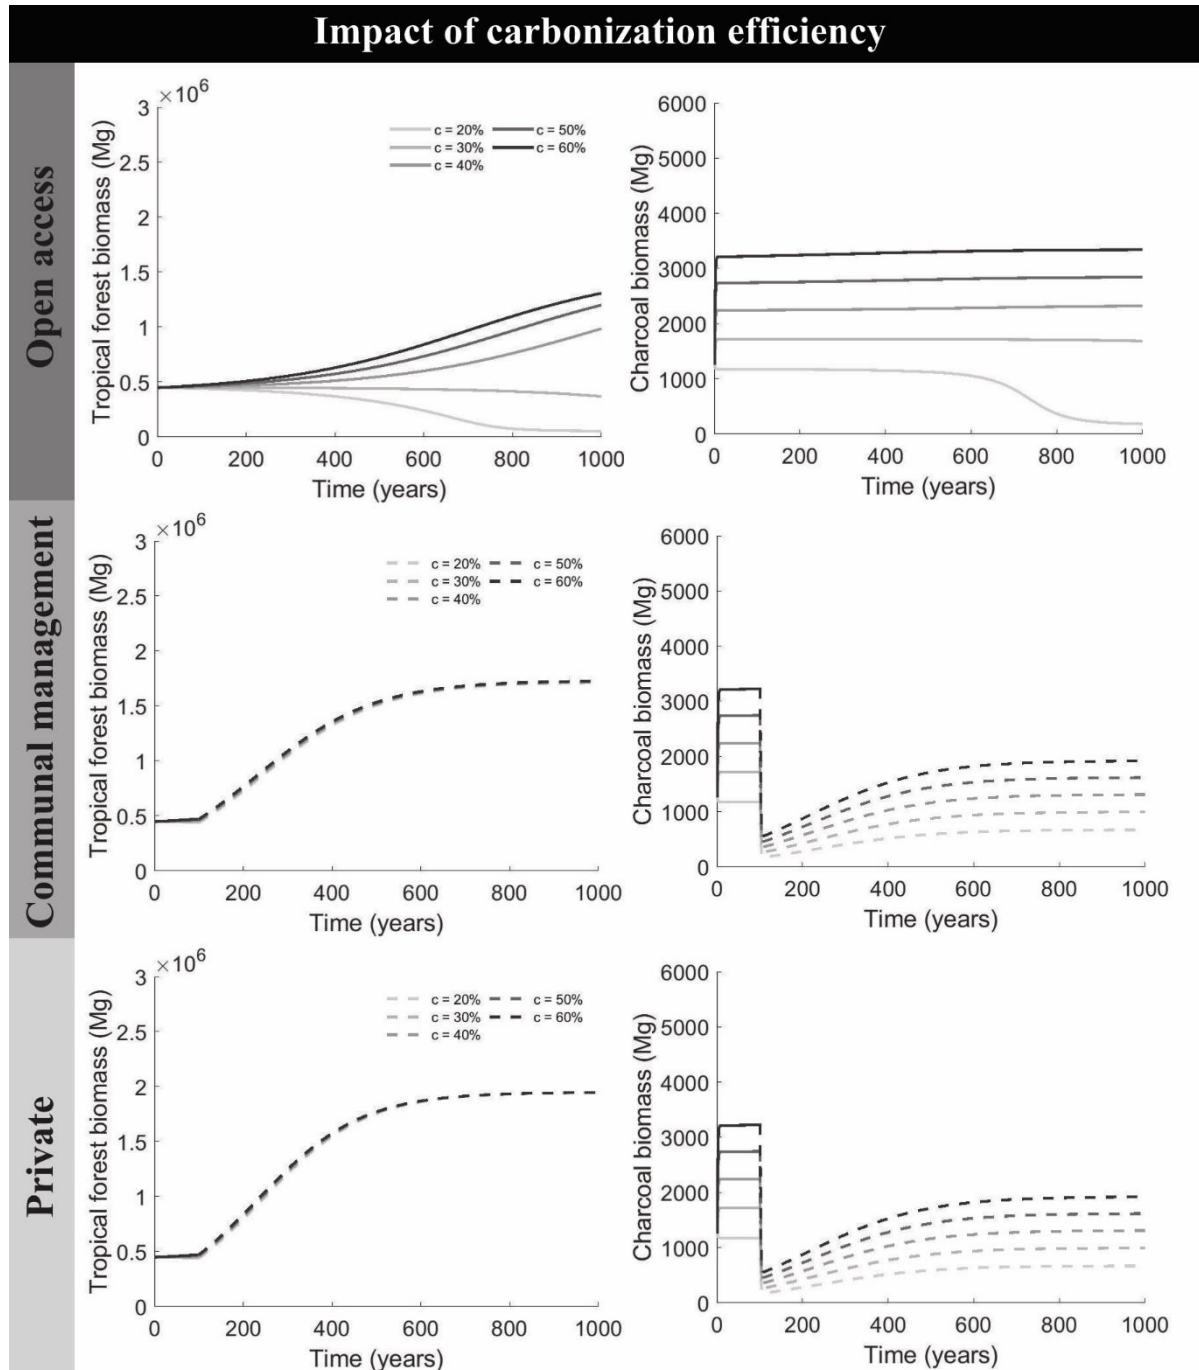 Impact of carbonization efficiency
Open access
×10⁶
3
2.5
2
1.5
1
0.5
0
Tropical forest biomass (Mg)
c = 20%
c = 30%
c = 40%
c = 50%
c = 60%
0 200 400 600 800 1000
Time (years)
6000
5000
4000
3000
2000
1000
0
Charcoal biomass (Mg)
0 200 400 600 800 1000
Time (years)
Communal management
×10⁶
3
2.5
2
1.5
1
0.5
0
Tropical forest biomass (Mg)
c = 20%
c = 30%
c = 40%
c = 50%
c = 60%
0 200 400 600 800 1000
Time (years)
6000
5000
4000
3000
2000
1000
0
Charcoal biomass (Mg)
0 200 400 600 800 1000
Time (years)
Private
×10⁶
3
2.5
2
1.5
1
0.5
0
Tropical forest biomass (Mg)
c = 20%
c = 30%
c = 40%
c = 50%
c = 60%
0 200 400 600 800 1000
Time (years)
6000
5000
4000
3000
2000
1000
0
Charcoal biomass (Mg)
0 200 400 600 800 1000
Time (years)